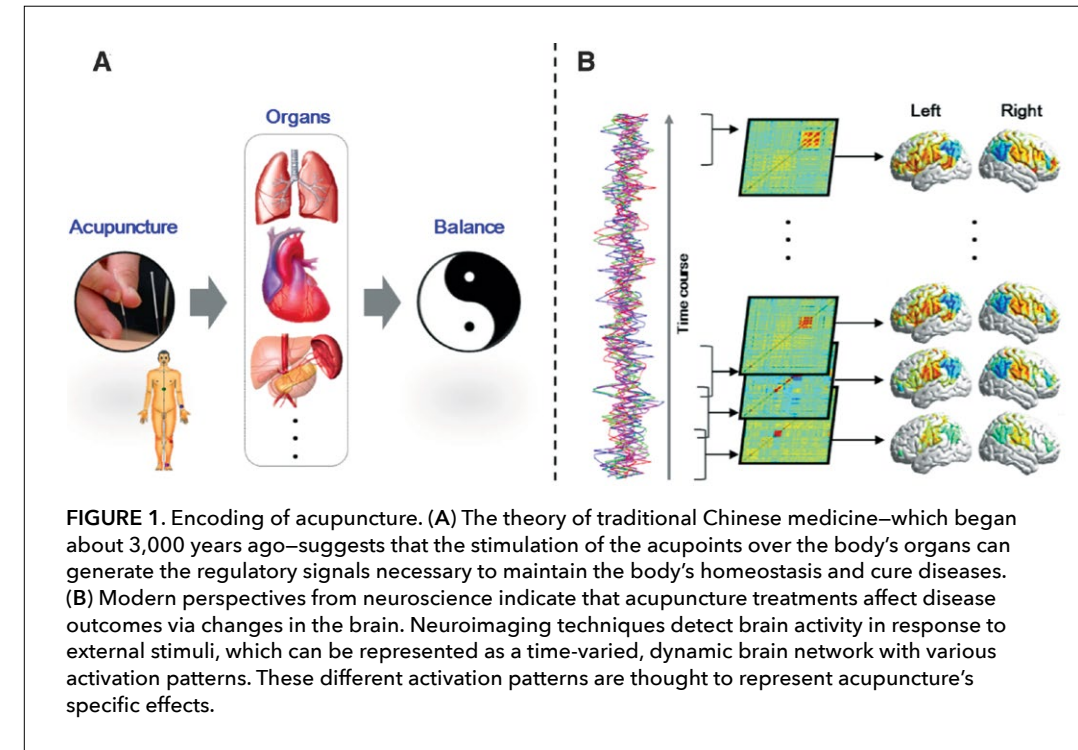 A
B
Organs
Left
Right
Acupuncture
Balance
Time course
FIGURE 1. Encoding of acupuncture. (A) The theory of traditional Chinese medicine—which began
about 3,000 years ago—suggests that the stimulation of the acupoints over the body's organs can
generate the regulatory signals necessary to maintain the body's homeostasis and cure diseases.
(B) Modern perspectives from neuroscience indicate that acupuncture treatments affect disease
outcomes via changes in the brain. Neuroimaging techniques detect brain activity in response to
external stimuli, which can be represented as a time-varied, dynamic brain network with various
activation patterns. These different activation patterns are thought to represent acupuncture's
specific effects.